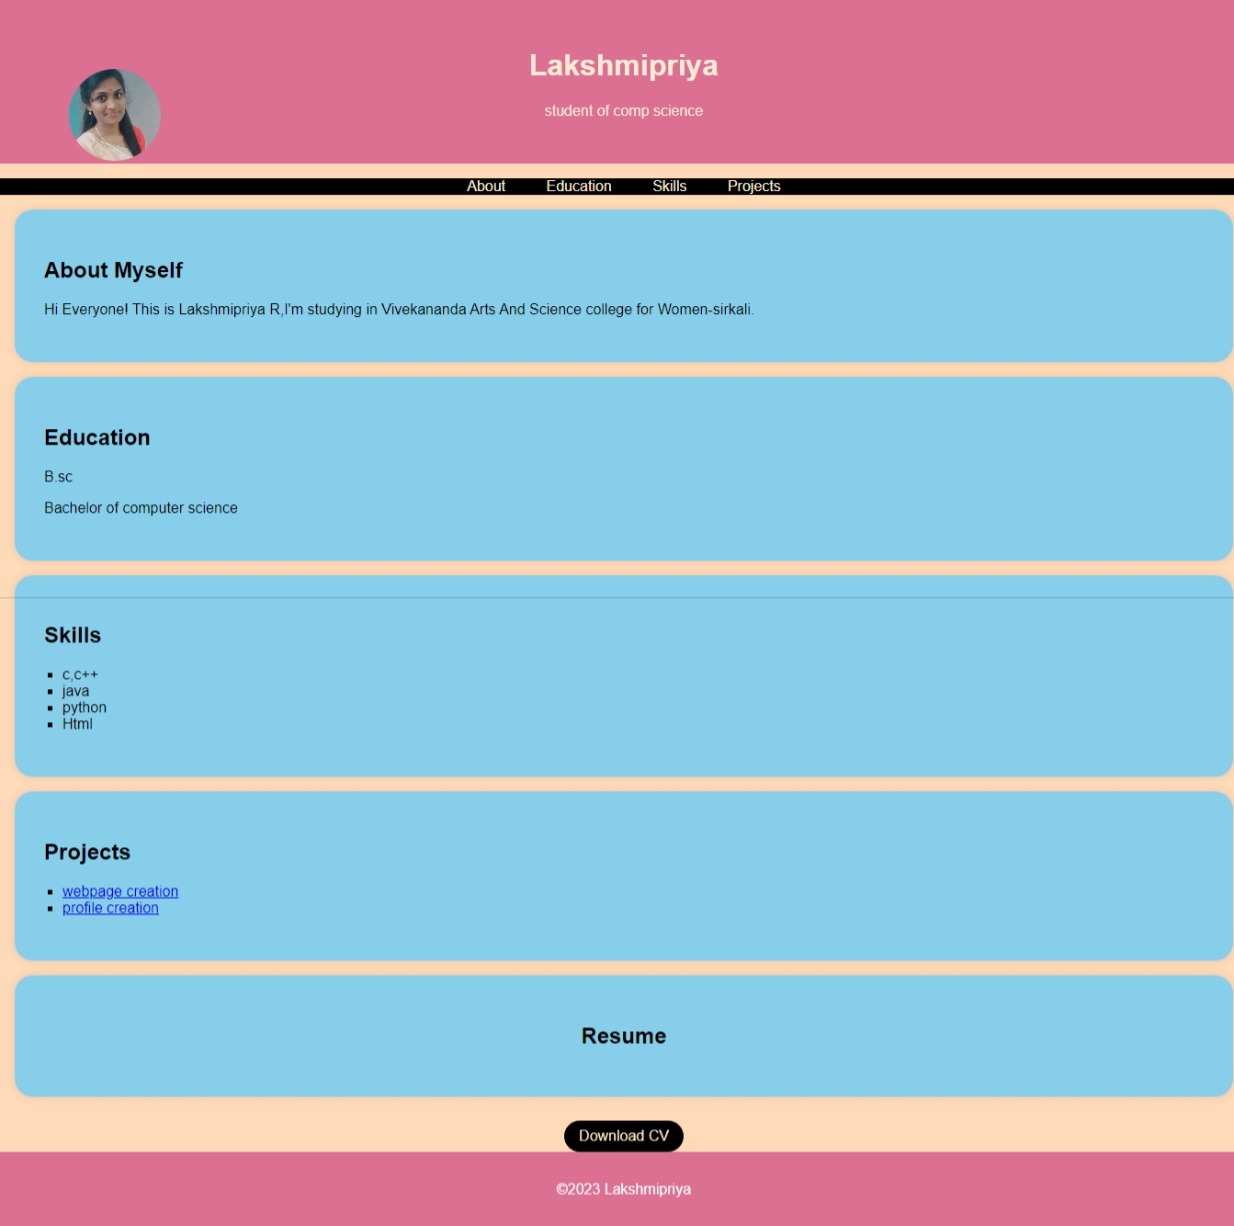 Lakshmipriya
student of comp science
About Education Skills Projects
About Myself
Hi Everyone! This is Lakshmipriya R,I'm studying in Vivekananda Arts And Science college for Women-sirkali.
Education
B.sc
Bachelor of computer science
Skills
c,c++
java
python
Html
Projects
webpage creation
profile creation
Resume
Download CV
©2023 Lakshmipriya